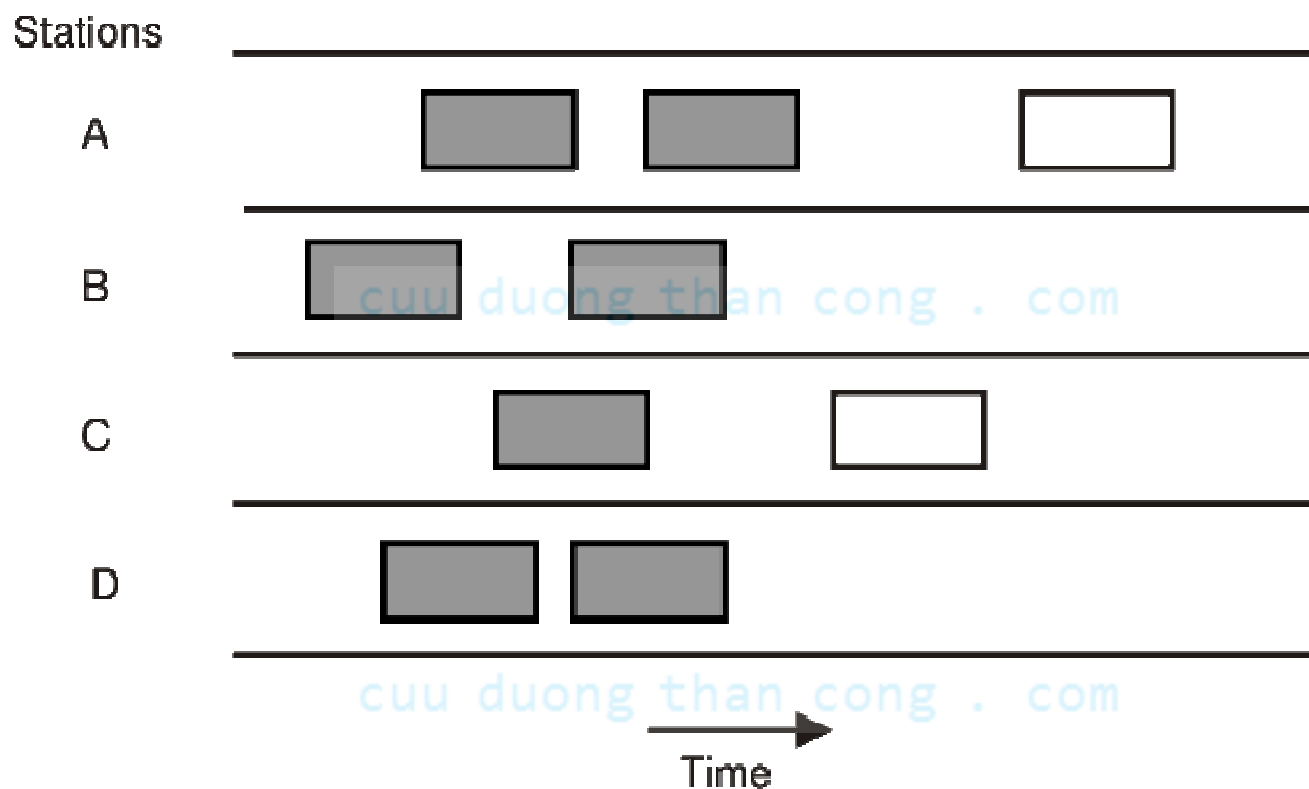 Stations
A
B
cuu duong than cong . com
C
D
cuu duong than cong . com
Time